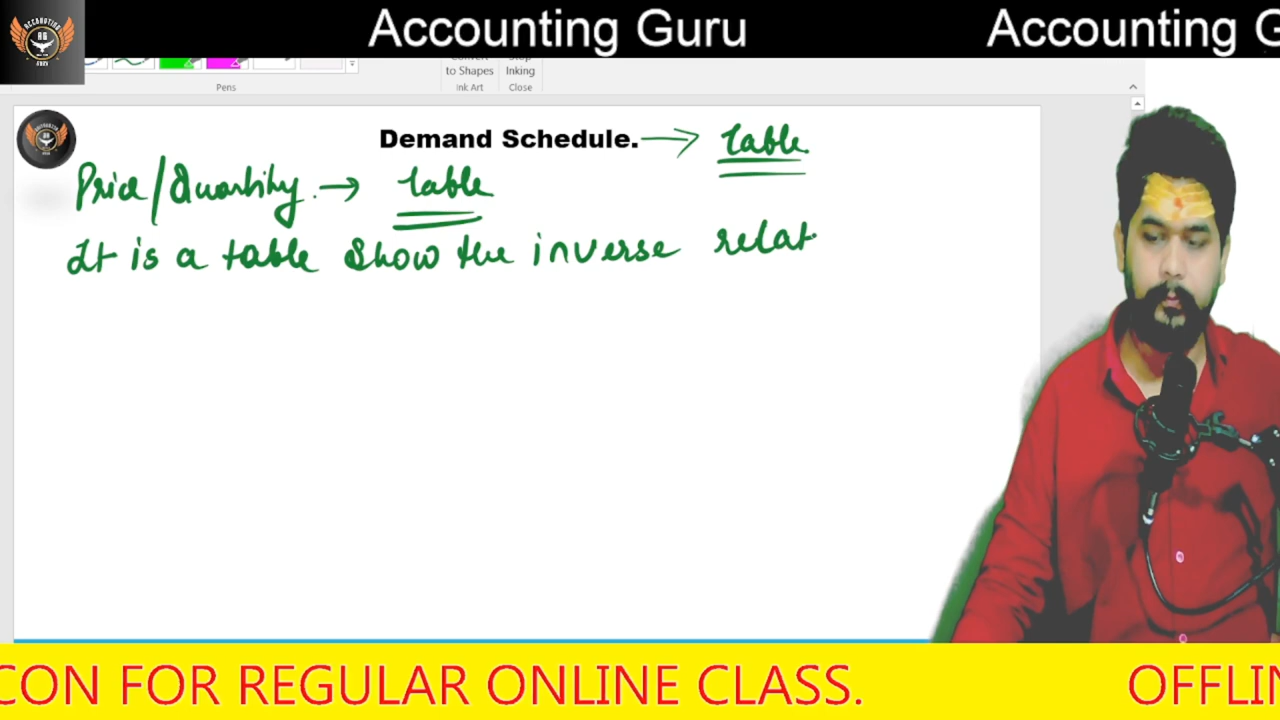 Accounting Guru
Accounting G
to Shapes
Inking
Pens
Ink Art
Close
Demand Schedule. → table.
Price/Quantity. → table
It is a table show the inverse relat
CON FOR REGULAR ONLINE CLASS.
OFFLIN